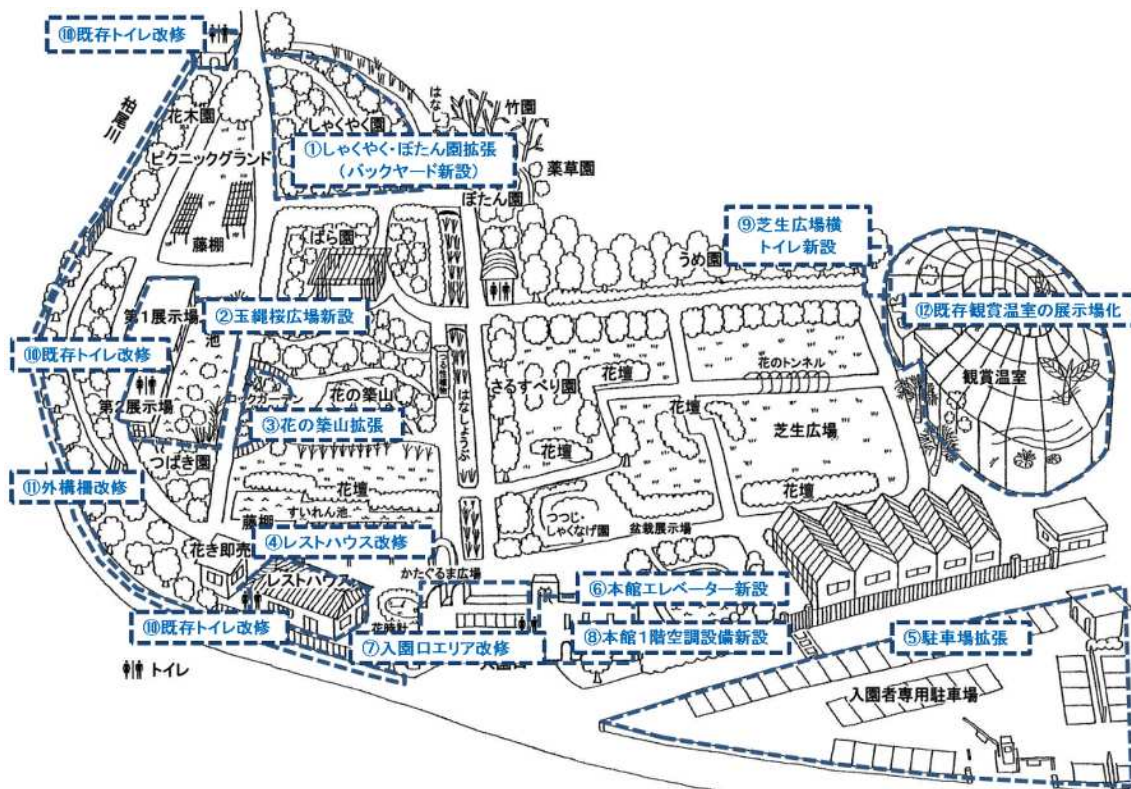 ⑩既存トイレ改修
柏尾川
花木園
しゃくやく園
竹園
①しゃくやく・ぼたん園拡張
(バックヤード新設)
ピクニックグランド
薬草園
ぼたん園
藤棚
ばら園
うめ園
⑨芝生広場横
トイレ新設
第1展示場
②玉縄桜広場新設
池
⑫既存観賞温室の展示場化
⑩既存トイレ改修
花のトンネル
観賞温室
つる性植物
はなしょうぶ
さるすべり園
花壇
ロックガーデン
花の築山
第2展示場
③花の築山拡張
花壇
芝生広場
つばき園
花壇
⑪外構柵改修
花壇
花壇
すいれん池
藤棚
つつじ・
しゃくなげ園
盆栽展示場
花き即売
④レストハウス改修
かたぐるま広場
レストハウス
⑥本館エレベーター新設
花時計
⑩既存トイレ改修
⑦入園口エリア改修
⑧本館1階空調設備新設
⑤駐車場拡張
トイレ
入園者専用駐車場